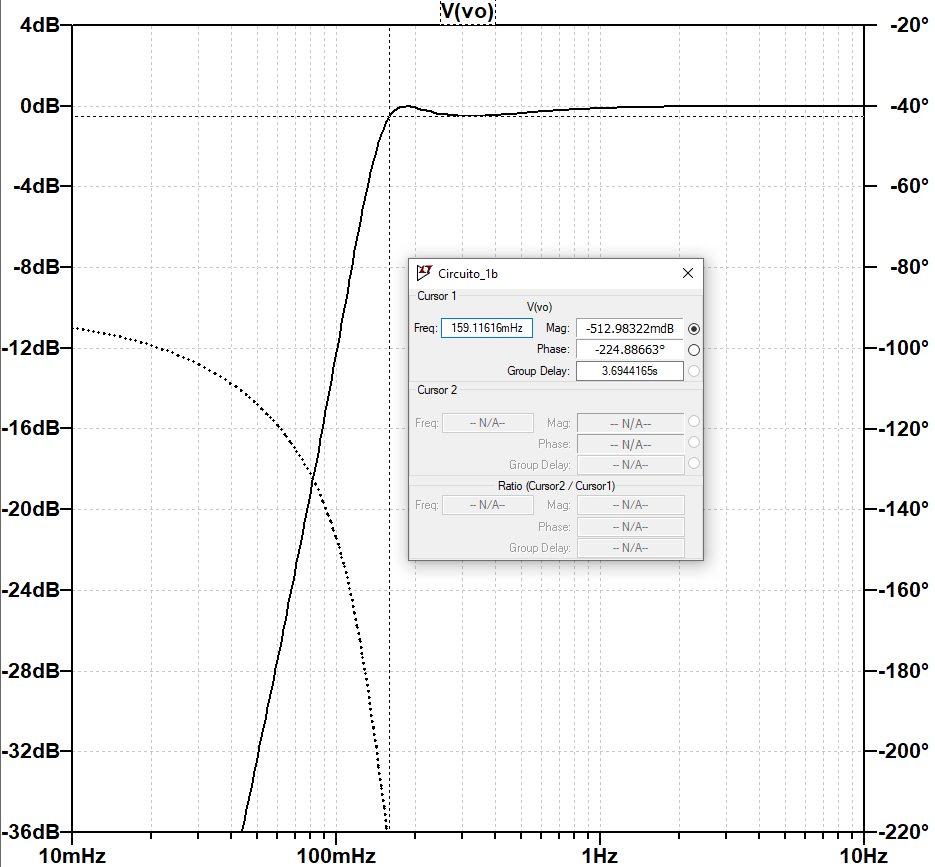 V(vo)
4dB
-20°
0dB
-40°
-4dB
-60°
-8dB
-80°
-12dB
-100°
-16dB
-120°
-20dB
-140°
-24dB
-160°
-28dB
-180°
-32dB
-200°
-36dB
-220°
10mHz
100mHz
1Hz
10Hz
Circuito_1b
Cursor 1
V(vo)
Freq: 159.11616mHz Mag: -512.98322mdB
Phase: -224.88663°
Group Delay: 3.6944165s
Cursor 2
Freq: -- N/A-- Mag: -- N/A--
Phase: -- N/A--
Group Delay: -- N/A--
Ratio (Cursor2 / Cursor1)
Freq: -- N/A-- Mag: -- N/A--
Phase: -- N/A--
Group Delay: -- N/A--